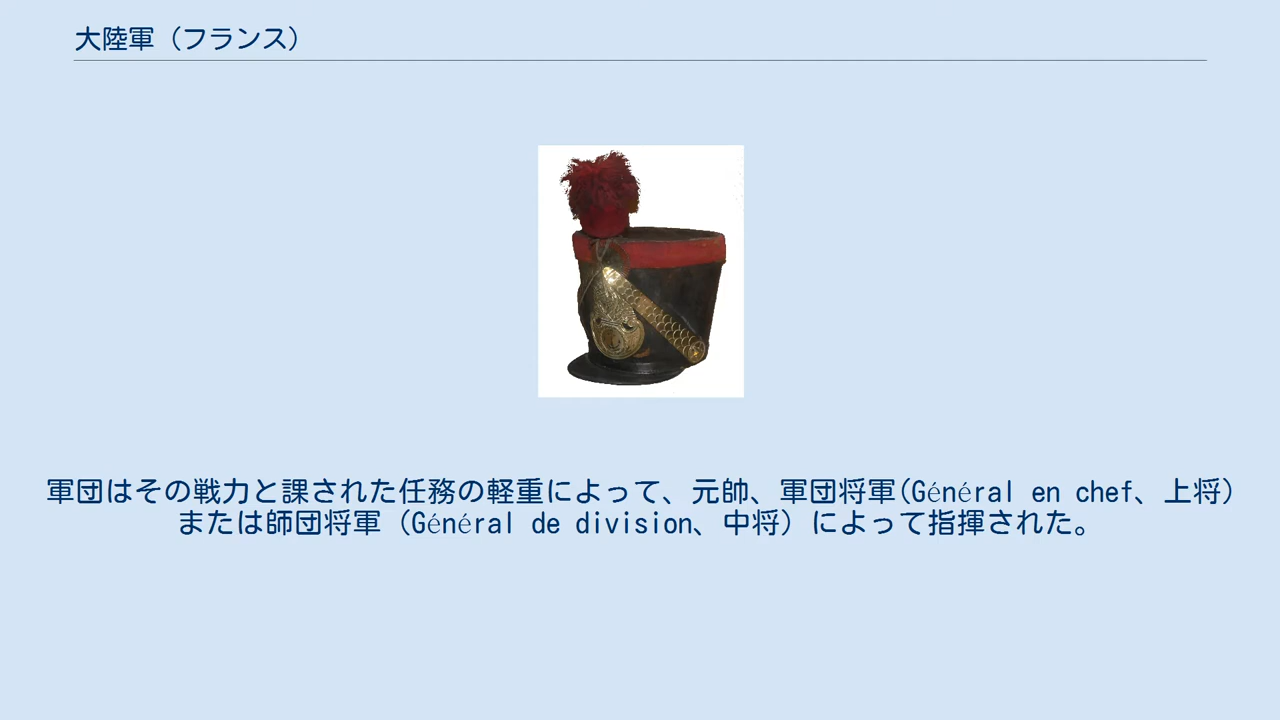 大陸軍（フランス）
軍団はその戦力と課された任務の軽重によって、元帥、軍団将軍(Général en chef、上将)
または師団将軍（Général de division、中将）によって指揮された。